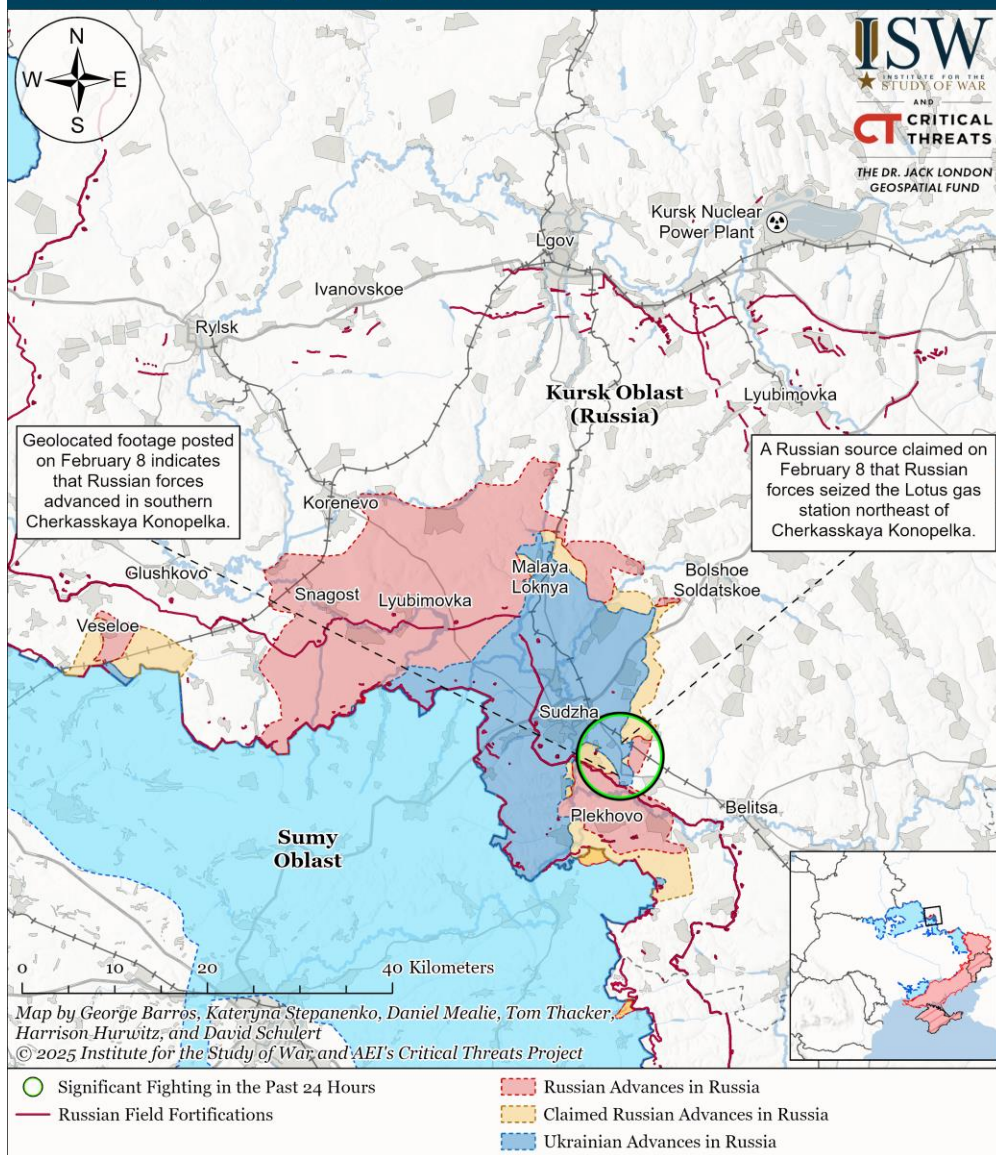 N
W
E
S
ISW
INSTITUTE FOR THE
STUDY OF WAR
AND
CT CRITICAL
THREATS
THE DR. JACK LONDON
GEOSPATIAL FUND
Kursk Nuclear
Power Plant
Lgov
Ivanovskoe
Rylsk
Kursk Oblast
(Russia)
Lyubimovka
Geolocated footage posted
on February 8 indicates
that Russian forces
advanced in southern
Cherkasskaya Konopelka.
A Russian source claimed on
February 8 that Russian
forces seized the Lotus gas
station northeast of
Cherkasskaya Konopelka.
Korenevo
Glushkovo
Snagost
Lyubimovka
Malaya
Loknya
Bolshoe
Soldatskoe
Veseloe
Sudzha
Belitsa
Plekhovo
Sumy
Oblast
0 10 20 40 Kilometers
Map by George Barros, Kateryna Stepanenko, Daniel Mealie, Tom Thacker,
Harrison Hurwitz, and David Schulert
© 2025 Institute for the Study of War and AEI's Critical Threats Project
Significant Fighting in the Past 24 Hours
Russian Field Fortifications
Russian Advances in Russia
Claimed Russian Advances in Russia
Ukrainian Advances in Russia